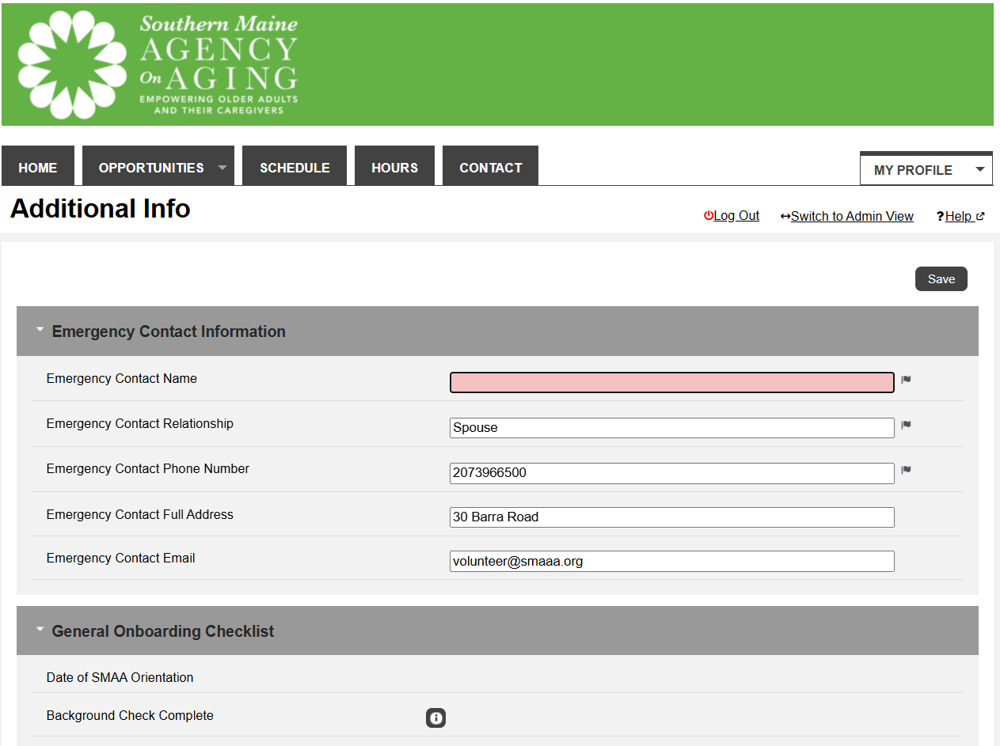 Southern Maine
AGENCY
On AGING
EMPOWERING OLDER ADULTS
AND THEIR CAREGIVERS
HOME
OPPORTUNITIES
SCHEDULE
HOURS
CONTACT
MY PROFILE
Additional Info
Log Out
Switch to Admin View
?Help
Save
Emergency Contact Information
Emergency Contact Name
Emergency Contact Relationship
Spouse
Emergency Contact Phone Number
2073966500
Emergency Contact Full Address
30 Barra Road
Emergency Contact Email
volunteer@smaaa.org
General Onboarding Checklist
Date of SMAA Orientation
Background Check Complete